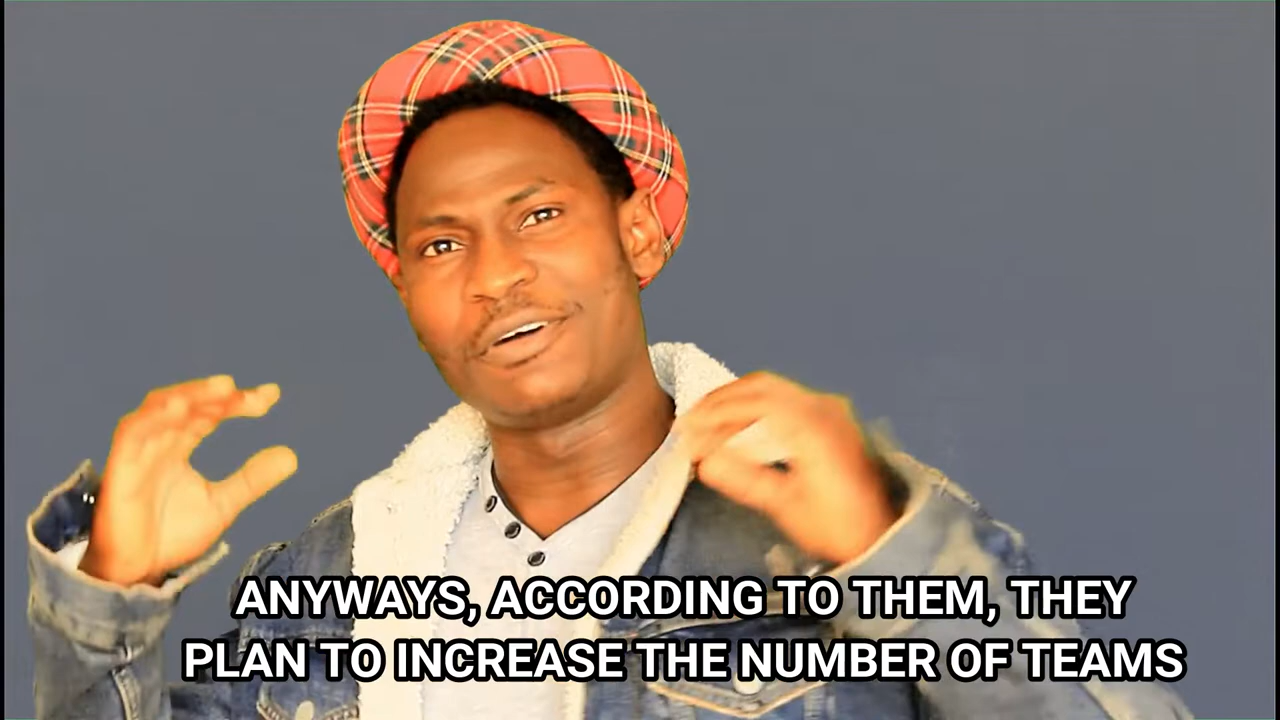 ANYWAYS, ACCORDING TO THEM, THEY
PLAN TO INCREASE THE NUMBER OF TEAMS